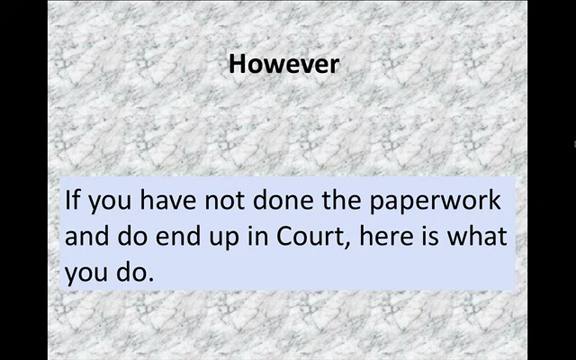 However
If you have not done the paperwork
and do end up in Court, here is what
you do.